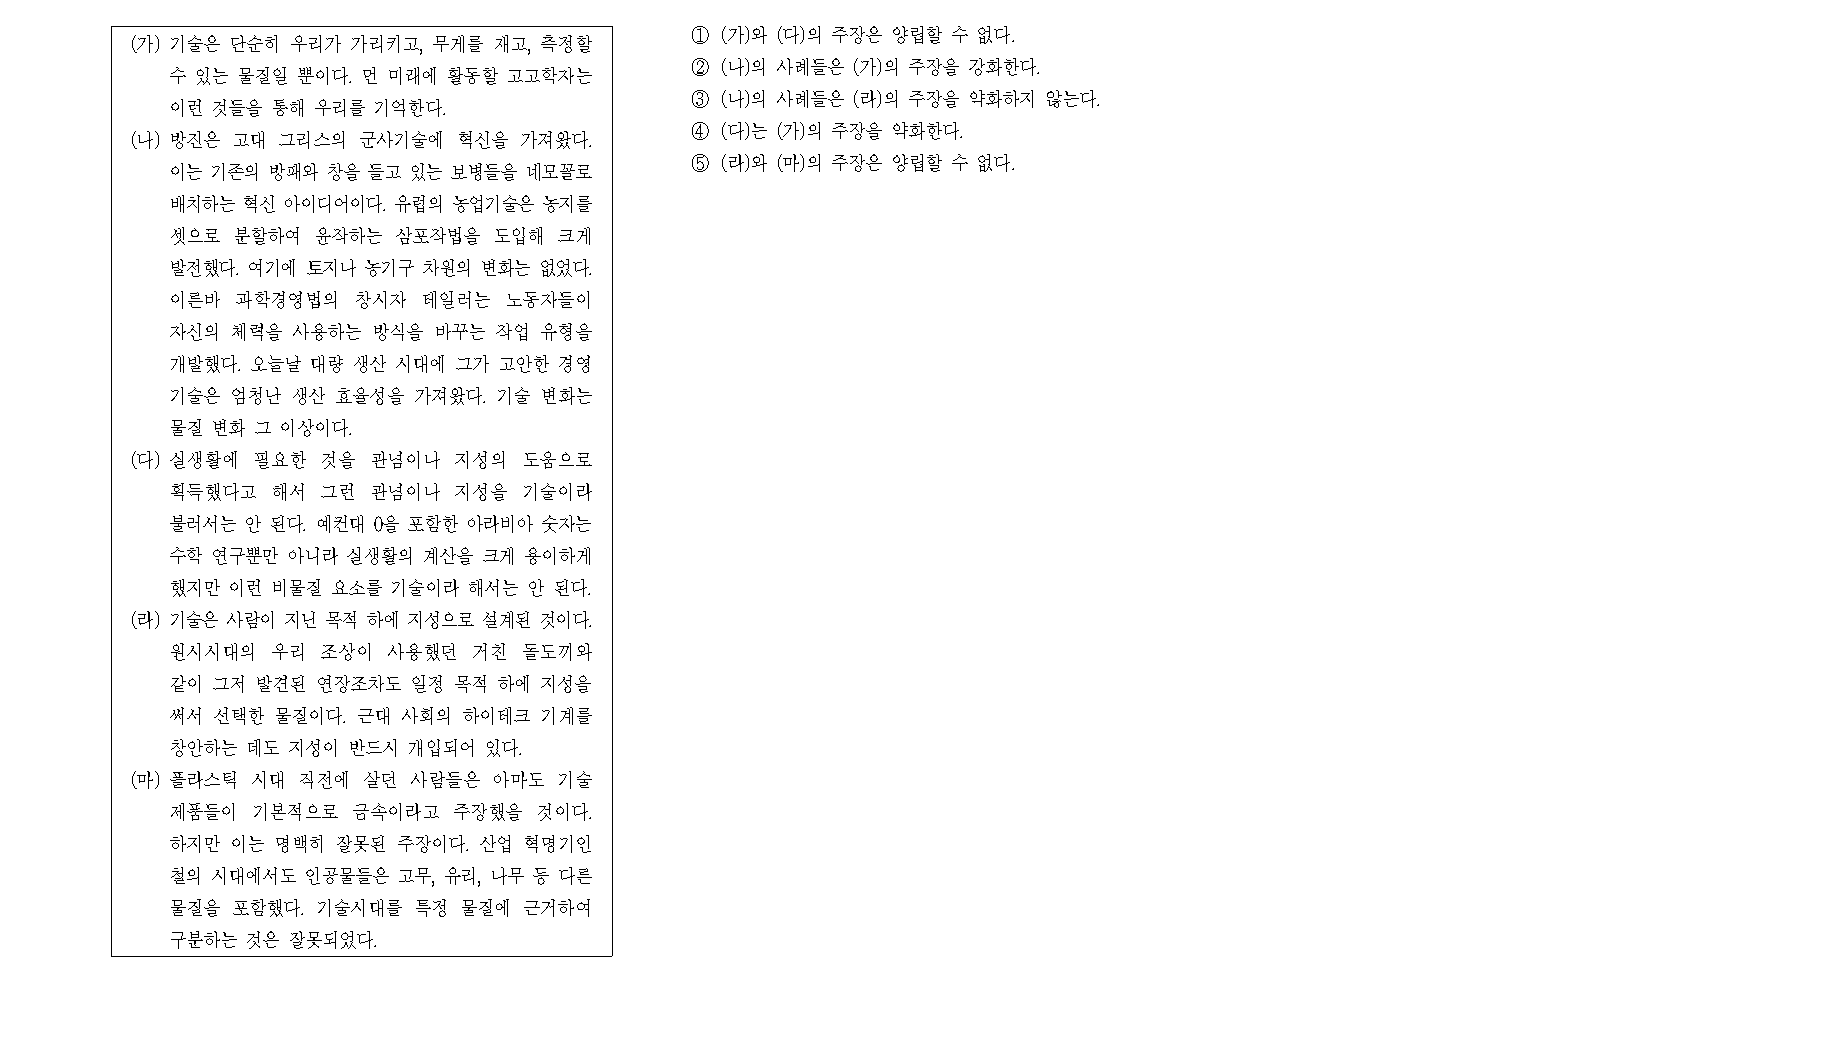 (가) 기술은 단순히 우리가 가리키고, 무게를 재고, 측정할
수 있는 물질일 뿐이다. 먼 미래에 활동할 고고학자는
이런 것들을 통해 우리를 기억한다.
(나) 방진은 고대 그리스의 군사기술에 혁신을 가져왔다.
이는 기존의 방패와 창을 들고 있는 보병들을 네모꼴로
배치하는 혁신 아이디어이다. 유럽의 농업기술은 농지를
셋으로 분할하여 윤작하는 삼포작법을 도입해 크게
발전했다. 여기에 토지나 농기구 차원의 변화는 없었다.
이른바 과학경영법의 창시자 테일러는 노동자들이
자신의 체력을 사용하는 방식을 바꾸는 작업 유형을
개발했다. 오늘날 대량 생산 시대에 그가 고안한 경영
기술은 엄청난 생산 효율성을 가져왔다. 기술 변화는
물질 변화 그 이상이다.
(다) 실생활에 필요한 것을 관념이나 지성의 도움으로
획득했다고 해서 그런 관념이나 지성을 기술이라
불러서는 안 된다. 예컨대 0을 포함한 아라비아 숫자는
수학 연구뿐만 아니라 실생활의 계산을 크게 용이하게
했지만 이런 비물질 요소를 기술이라 해서는 안 된다.
(라) 기술은 사람이 지닌 목적 하에 지성으로 설계된 것이다.
원시시대의 우리 조상이 사용했던 거친 돌도끼와
같이 그저 발견된 연장조차도 일정 목적 하에 지성을
써서 선택한 물질이다. 근대 사회의 하이테크 기계를
창안하는 데도 지성이 반드시 개입되어 있다.
(마) 플라스틱 시대 직전에 살던 사람들은 아마도 기술
제품들이 기본적으로 금속이라고 주장했을 것이다.
하지만 이는 명백히 잘못된 주장이다. 산업 혁명기인
철의 시대에서도 인공물들은 고무, 유리, 나무 등 다른
물질을 포함했다. 기술시대를 특정 물질에 근거하여
구분하는 것은 잘못되었다.
① (가)와 (다)의 주장은 양립할 수 없다.
② (나)의 사례들은 (가)의 주장을 강화한다.
③ (나)의 사례들은 (라)의 주장을 약화하지 않는다.
④ (다)는 (가)의 주장을 약화한다.
⑤ (라)와 (마)의 주장은 양립할 수 없다.